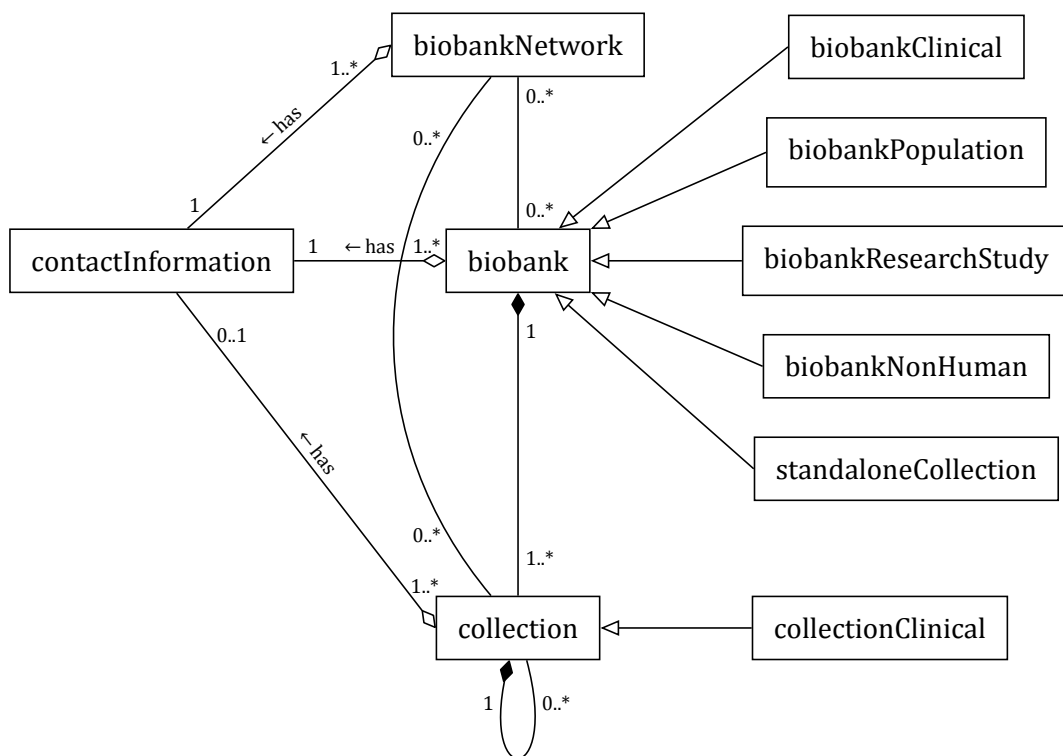 biobankNetwork
biobankClinical
1..*
0..*
0..*
← has
biobankPopulation
1
0..*
contactInformation
1
← has
1..*
biobank
biobankResearchStudy
0..1
1
biobankNonHuman
← has
standaloneCollection
0..*
1..*
1..*
collection
collectionClinical
1
0..*